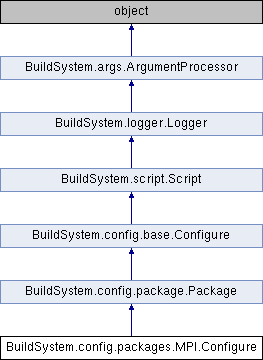 object
BuildSystem.args.ArgumentProcessor
BuildSystem.logger.Logger
BuildSystem.script.Script
BuildSystem.config.base.Configure
BuildSystem.config.package.Package
BuildSystem.config.packages.MPI.Configure